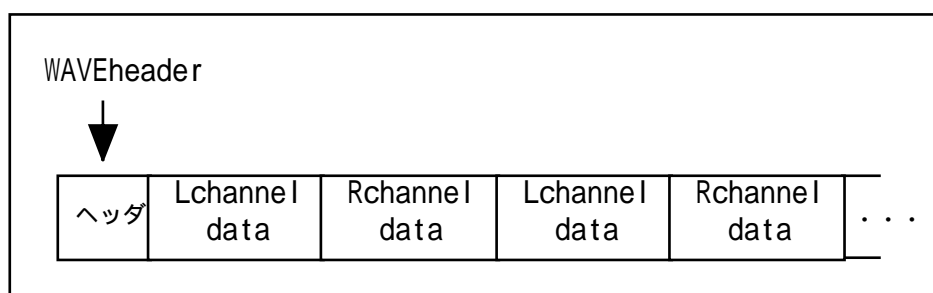 WAVEheader
ヘッダ
Lchannel
data
Rchannel
data
Lchannel
data
Rchannel
data
...